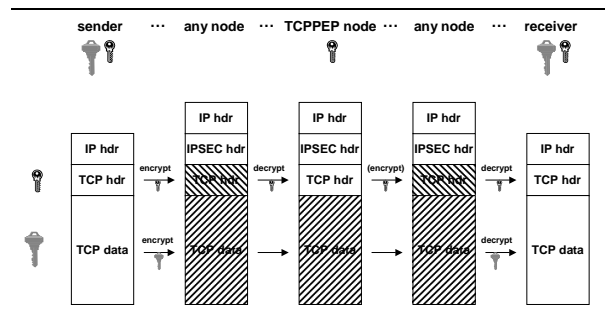 sender ... any node ... TCPPEP node ... any node ... receiver
IP hdr IP hdr IP hdr
IP hdr IPSEC hdr IPSEC hdr IPSEC hdr IP hdr
encrypt decrypt (encrypt) decrypt
TCP hdr TCP hdr TCP hdr TCP hdr TCP hdr
encrypt decrypt
TCP data TCP data TCP data TCP data TCP data